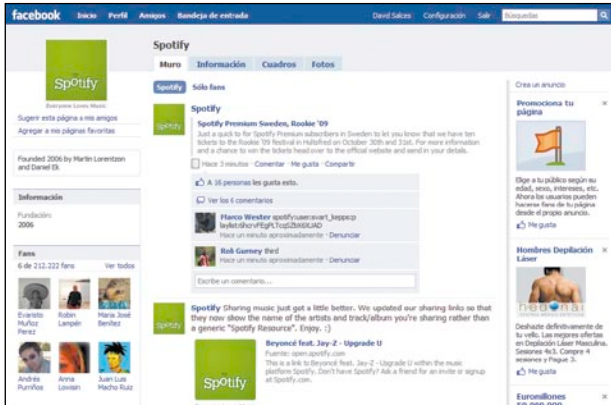 facebook Inicio Perfil Amigos Bandeja de entrada David Salces Configuración Salir Búsquedas
Spotify
Everyone Loves Music
Sugerir esta página a mis amigos
Agregar a mis páginas favoritas
Founded 2006 by Martin Lorentzon
and Daniel Ek
Información
Fundación:
2006
Fans
6 de 212.222 fans Ver todos
Evaristo
Muñoz
Perez
Robin
Lampér
Maria José
Benítez
Andrés
Purriños
Anna
Lovisin
Juan Luis
Macho Ruiz
Spotify
Muro Información Cuadros Fotos
Spotify Sólo fans
Spotify
Spotify
Spotify Premium Sweden, Rookie '09
Just a quick to for Spotify Premium subscribers in Sweden to let you know that we have ten
tickets to the Rookie '09 festival in Hultsfred on October 30th and 31st. For more information
and a chance to win the tickets head over to the official website and send in your details.
Hace 3 minutos · Comentar · Me gusta · Compartir
A 16 personas les gusta esto.
Ver los 6 comentarios
Marco Wester
Hace un minuto aproximadamente · Denunciar
Rob Gurney third
Hace un minuto aproximadamente · Denunciar
Escribe un comentario...
Spotify
Spotify Sharing music just got a little better. We updated our sharing links so that
they now show the name of the artists and track/album you're sharing rather than
a generic "Spotify Resource". Enjoy. :)
Spotify
Beyoncé feat. Jay-Z - Upgrade U
Fuente: open.spotify.com
This is a link to Beyoncé feat. Jay-Z - Upgrade U within the music
platform Spotify. Don't have Spotify? Ask a friend for an invite or signup
at Spotify.com.
Crea un anuncio
Promociona tu
página
Elige a tu público según su
edad, sexo, intereses, etc.
Ahora los usuarios pueden
hacerse fans de tu página
desde el propio anuncio.
Me gusta
Hombres Depilación
Láser
hedonai
Deshazte definitivamente de
tu vello. Las mejores ofertas
en Depilación Láser Masculina.
Sesiones 4x3. Compre 4
sesiones y Pague 3.
Me gusta
Euromillones